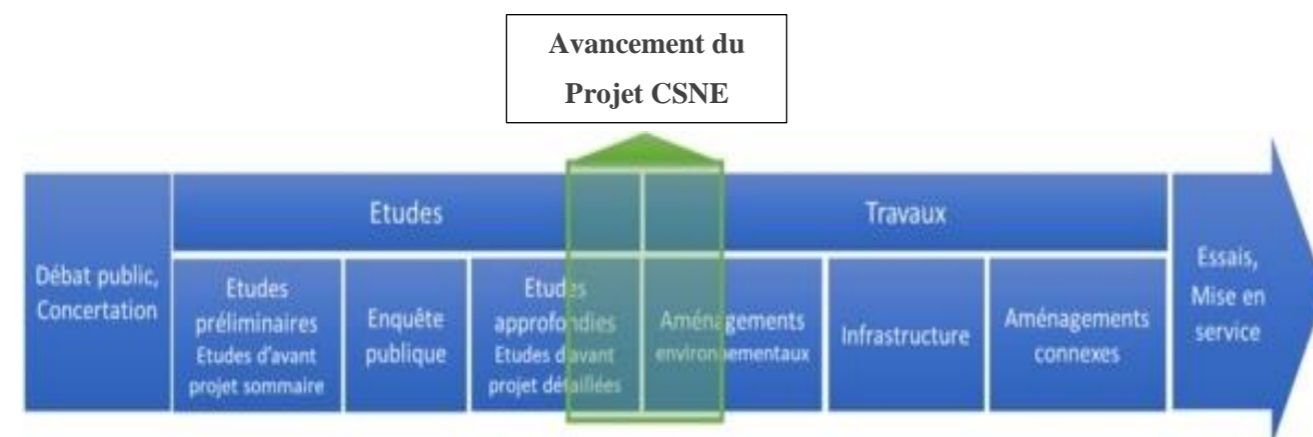 Avancement du
Projet CSNE
Etudes
Travaux
Débat public,
Concertation
Etudes
préliminaires
Etudes d'avant
projet sommaire
Enquête
publique
Etudes
approfondies
Etudes d'avant
projet détaillées
Aménagements
environnementaux
Infrastructure
Aménagements
connexes
Essais,
Mise en
service